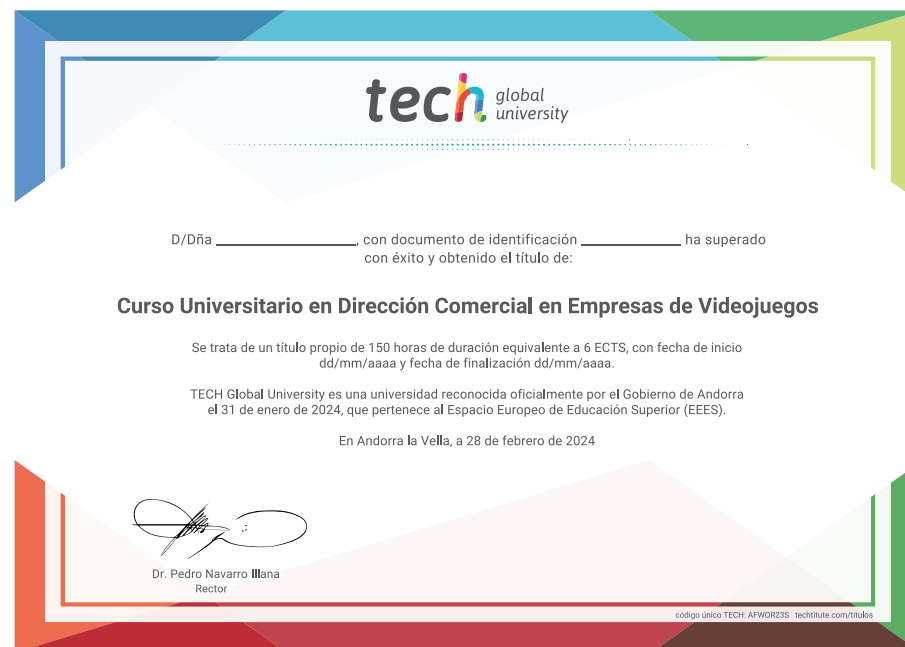 tech global university
D/Dña ____________________, con documento de identificación ______________ ha superado
con éxito y obtenido el título de:
Curso Universitario en Dirección Comercial en Empresas de Videojuegos
Se trata de un título propio de 150 horas de duración equivalente a 6 ECTS, con fecha de inicio
dd/mm/aaaa y fecha de finalización dd/mm/aaaa.
TECH Global University es una universidad reconocida oficialmente por el Gobierno de Andorra
el 31 de enero de 2024, que pertenece al Espacio Europeo de Educación Superior (EEES).
En Andorra la Vella, a 28 de febrero de 2024
Dr. Pedro Navarro Illana
Rector
código único TECH: AFWOR23S techtitute.com/titulos